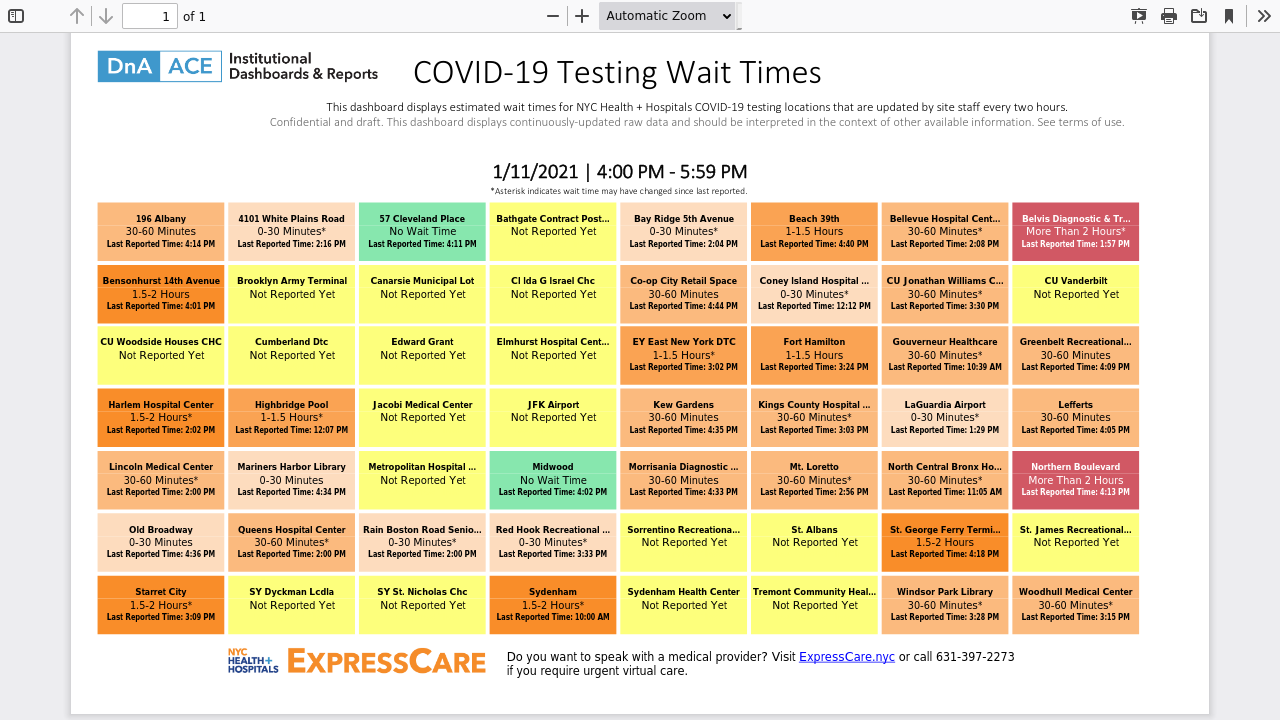 1 of 1
Automatic Zoom
DnA ACE Institutional Dashboards & Reports
COVID-19 Testing Wait Times
This dashboard displays estimated wait times for NYC Health + Hospitals COVID-19 testing locations that are updated by site staff every two hours.
Confidential and draft. This dashboard displays continuously-updated raw data and should be interpreted in the context of other available information. See terms of use.
1/11/2021 | 4:00 PM - 5:59 PM
*Asterisk indicates wait time may have changed since last reported.
196 Albany
30-60 Minutes
Last Reported Time: 4:14 PM
4101 White Plains Road
0-30 Minutes*
Last Reported Time: 2:16 PM
57 Cleveland Place
No Wait Time
Last Reported Time: 4:11 PM
Bathgate Contract Post...
Not Reported Yet
Bay Ridge 5th Avenue
0-30 Minutes*
Last Reported Time: 2:04 PM
Beach 39th
1-1.5 Hours
Last Reported Time: 4:40 PM
Bellevue Hospital Cent...
30-60 Minutes*
Last Reported Time: 2:08 PM
Belvis Diagnostic & Tr...
More Than 2 Hours*
Last Reported Time: 1:57 PM
Bensonhurst 14th Avenue
1.5-2 Hours
Last Reported Time: 4:01 PM
Brooklyn Army Terminal
Not Reported Yet
Canarsie Municipal Lot
Not Reported Yet
CI Ida G Israel Chc
Not Reported Yet
Co-op City Retail Space
30-60 Minutes
Last Reported Time: 4:44 PM
Coney Island Hospital ...
0-30 Minutes*
Last Reported Time: 12:12 PM
CU Jonathan Williams C...
30-60 Minutes*
Last Reported Time: 3:30 PM
CU Vanderbilt
Not Reported Yet
CU Woodside Houses CHC
Not Reported Yet
Cumberland Dtc
Not Reported Yet
Edward Grant
Not Reported Yet
Elmhurst Hospital Cent...
Not Reported Yet
EY East New York DTC
1-1.5 Hours*
Last Reported Time: 3:02 PM
Fort Hamilton
1-1.5 Hours
Last Reported Time: 3:24 PM
Gouverneur Healthcare
30-60 Minutes*
Last Reported Time: 10:39 AM
Greenbelt Recreational...
30-60 Minutes
Last Reported Time: 4:09 PM
Harlem Hospital Center
1.5-2 Hours*
Last Reported Time: 2:02 PM
Highbridge Pool
1-1.5 Hours*
Last Reported Time: 12:07 PM
Jacobi Medical Center
Not Reported Yet
JFK Airport
Not Reported Yet
Kew Gardens
30-60 Minutes
Last Reported Time: 4:35 PM
Kings County Hospital ...
30-60 Minutes*
Last Reported Time: 3:03 PM
LaGuardia Airport
0-30 Minutes*
Last Reported Time: 1:29 PM
Lefferts
30-60 Minutes
Last Reported Time: 4:05 PM
Lincoln Medical Center
30-60 Minutes*
Last Reported Time: 2:00 PM
Mariners Harbor Library
0-30 Minutes
Last Reported Time: 4:34 PM
Metropolitan Hospital ...
Not Reported Yet
Midwood
No Wait Time
Last Reported Time: 4:02 PM
Morrisania Diagnostic ...
30-60 Minutes
Last Reported Time: 4:33 PM
Mt. Loretto
30-60 Minutes*
Last Reported Time: 2:56 PM
North Central Bronx Ho...
30-60 Minutes*
Last Reported Time: 11:05 AM
Northern Boulevard
More Than 2 Hours
Last Reported Time: 4:13 PM
Old Broadway
0-30 Minutes
Last Reported Time: 4:36 PM
Queens Hospital Center
30-60 Minutes*
Last Reported Time: 2:00 PM
Rain Boston Road Senio...
0-30 Minutes*
Last Reported Time: 2:00 PM
Red Hook Recreational ...
0-30 Minutes*
Last Reported Time: 3:33 PM
Sorrentino Recreationa...
Not Reported Yet
St. Albans
Not Reported Yet
St. George Ferry Termi...
1.5-2 Hours
Last Reported Time: 4:18 PM
St. James Recreational...
Not Reported Yet
Starret City
1.5-2 Hours*
Last Reported Time: 3:09 PM
SY Dyckman Lcdla
Not Reported Yet
SY St. Nicholas Chc
Not Reported Yet
Sydenham
1.5-2 Hours*
Last Reported Time: 10:00 AM
Sydenham Health Center
Not Reported Yet
Tremont Community Heal...
Not Reported Yet
Windsor Park Library
30-60 Minutes*
Last Reported Time: 3:28 PM
Woodhull Medical Center
30-60 Minutes*
Last Reported Time: 3:15 PM
NYC HEALTH+ HOSPITALS
EXPRESSCARE
Do you want to speak with a medical provider? Visit ExpressCare.nyc or call 631-397-2273
if you require urgent virtual care.